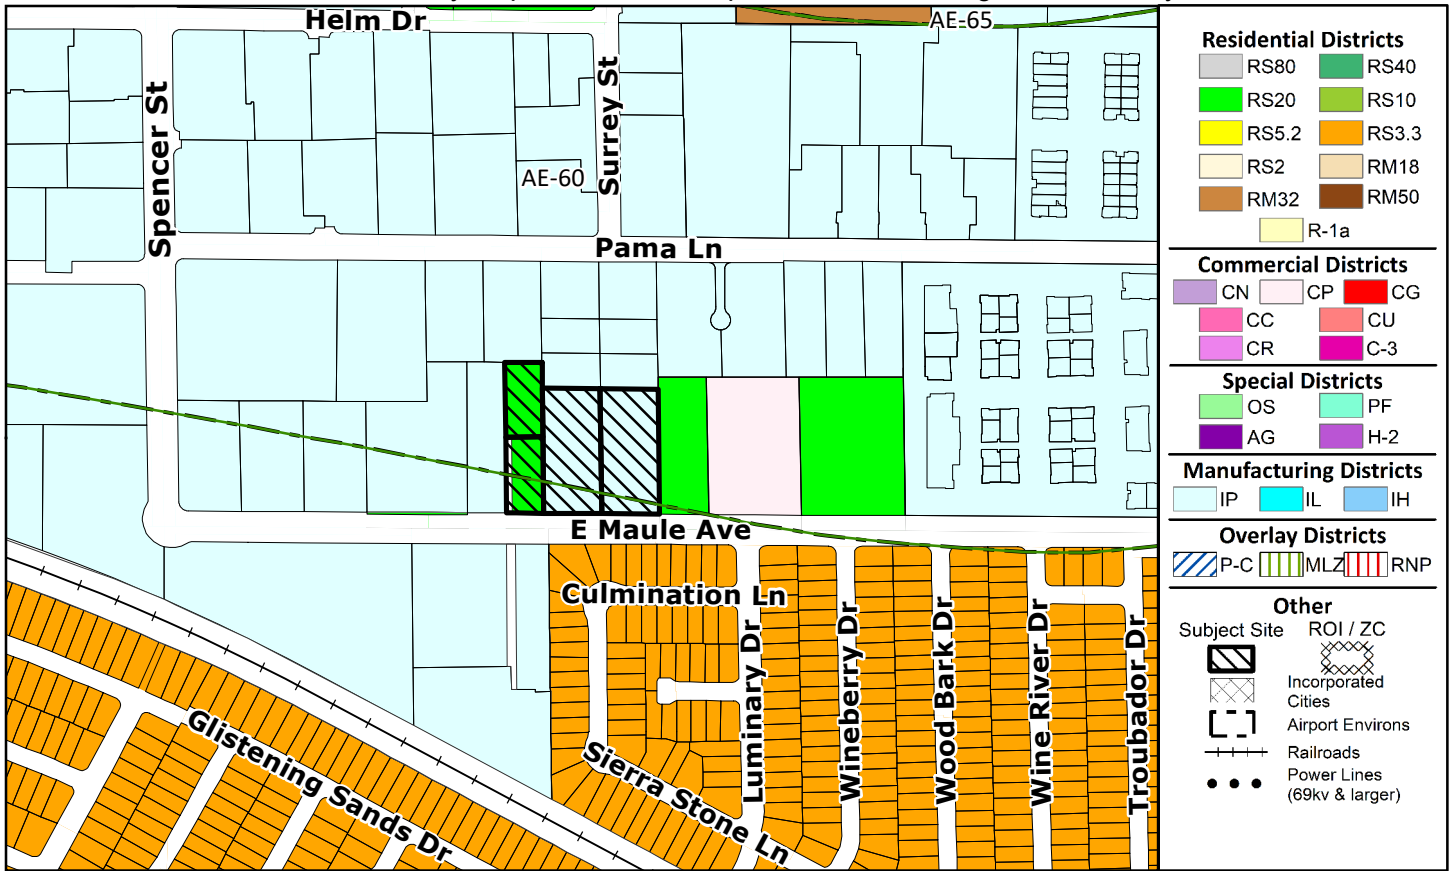 Helm Dr
AE-65
Spencer St
Surrey St
AE-60
Pama Ln
E Maule Ave
Culmination Ln
Luminary Dr
Wineberry Dr
Wood Bark Dr
Wine River Dr
Troubador Dr
Glistening Sands Dr
Sierra Stone Ln
Residential Districts
RS80 RS40
RS20 RS10
RS5.2 RS3.3
RS2 RM18
RM32 RM50
R-1a
Commercial Districts
CN CP CG
CC CU
CR C-3
Special Districts
OS PF
AG H-2
Manufacturing Districts
IP IL IH
Overlay Districts
P-C MLZ RNP
Other
Subject Site ROI / ZC
Incorporated
Cities
Airport Environs
Railroads
Power Lines
(69kv & larger)